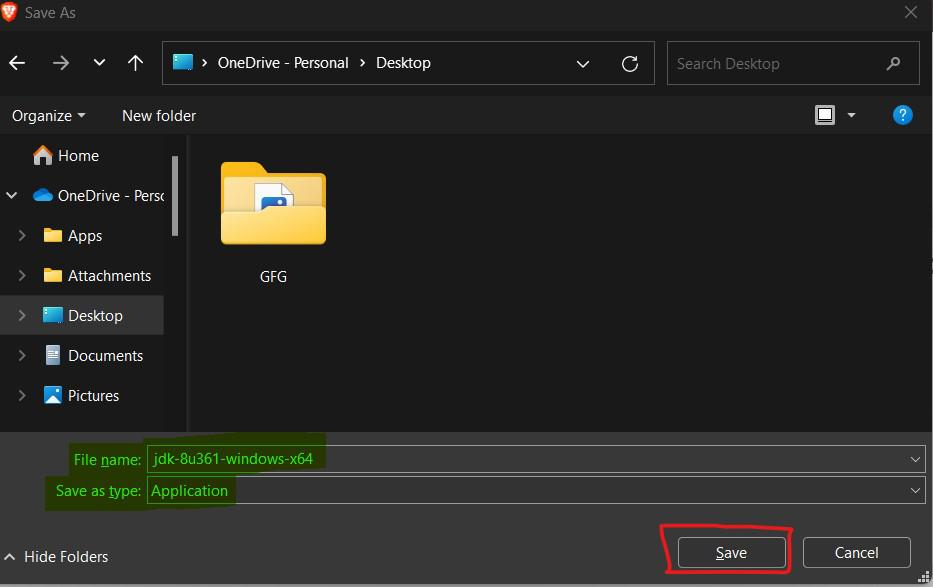 Save As
OneDrive - Personal > Desktop
Search Desktop
Organize
New folder
?
Home
OneDrive - Perso
Apps
Attachments
Desktop
Documents
Pictures
GFG
File name: jdk-8u361-windows-x64
Save as type: Application
Hide Folders
Save
Cancel